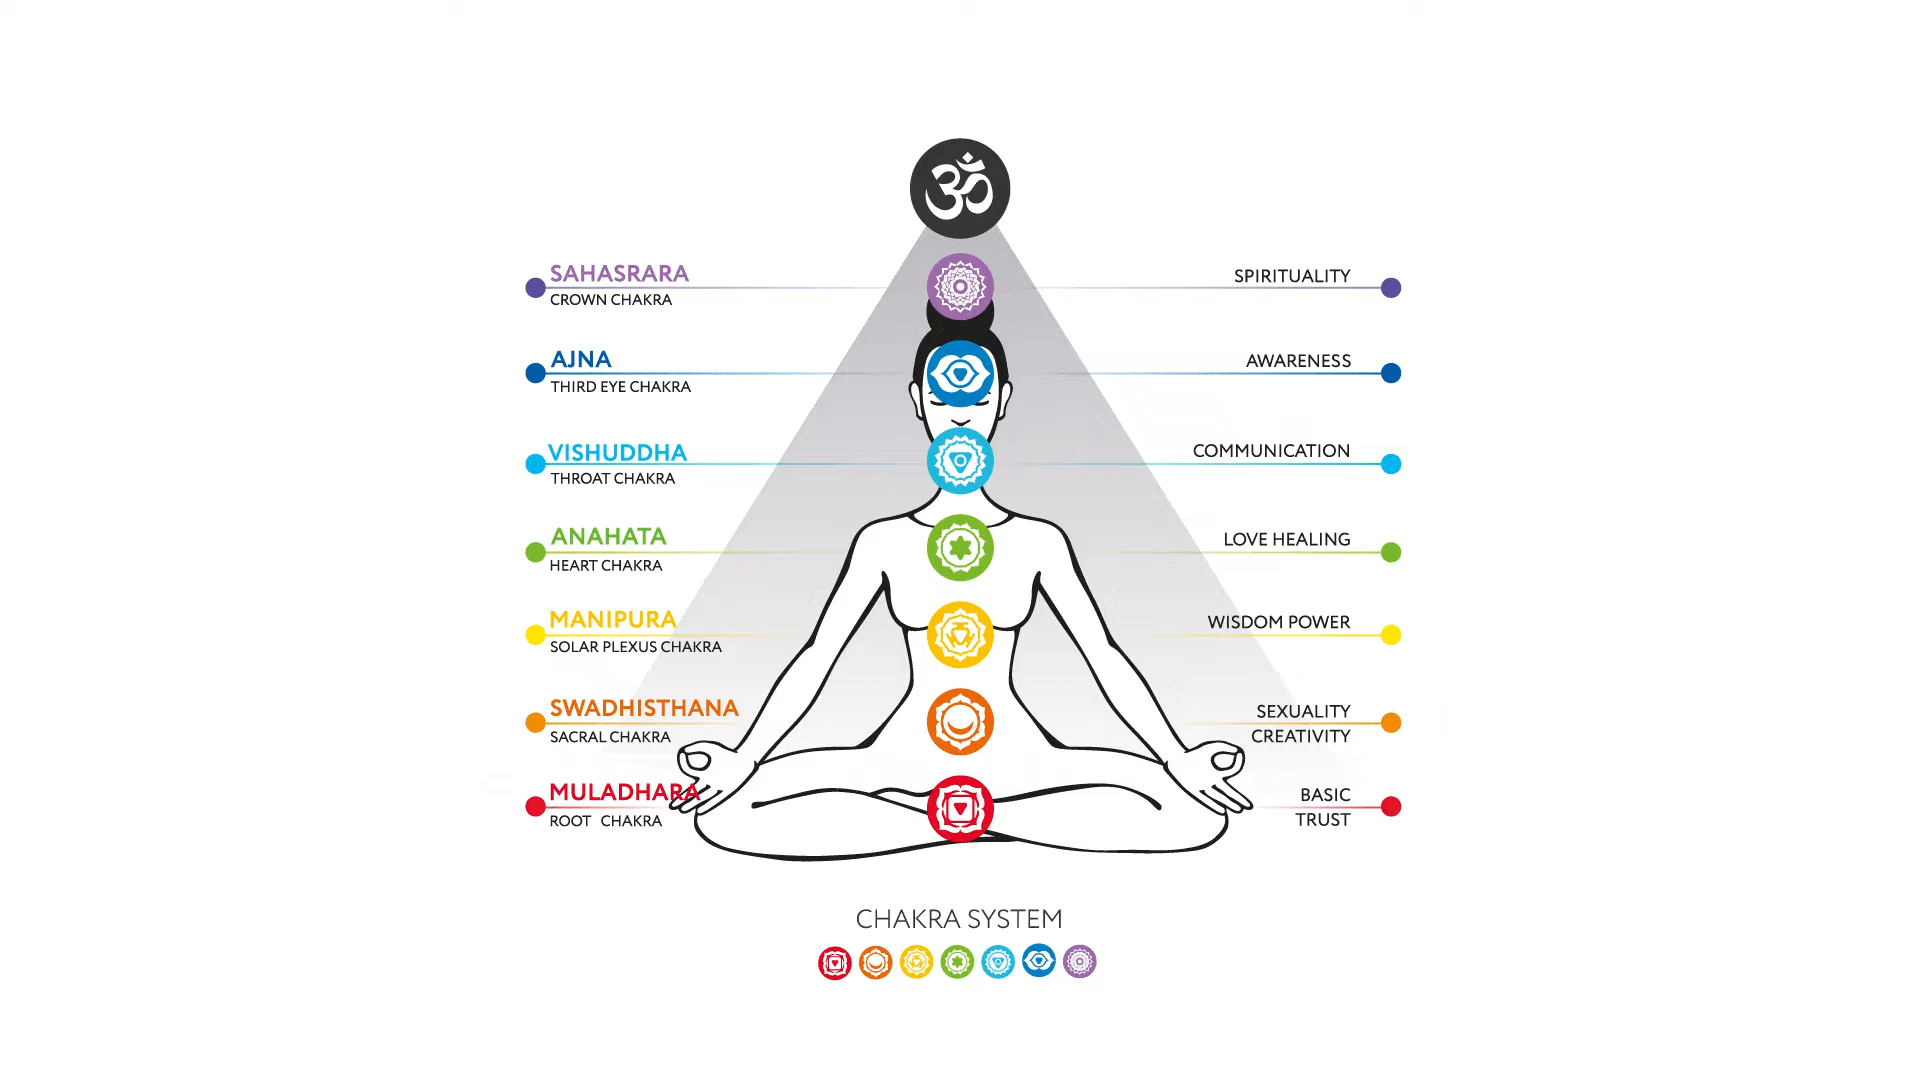 ॐ
SAHASRARA
CROWN CHAKRA
SPIRITUALITY
AJNA
THIRD EYE CHAKRA
AWARENESS
VISHUDDHA
THROAT CHAKRA
COMMUNICATION
ANAHATA
HEART CHAKRA
LOVE HEALING
MANIPURA
SOLAR PLEXUS CHAKRA
WISDOM POWER
SWADHISTHANA
SACRAL CHAKRA
SEXUALITY
CREATIVITY
MULADHARA
ROOT CHAKRA
BASIC
TRUST
CHAKRA SYSTEM